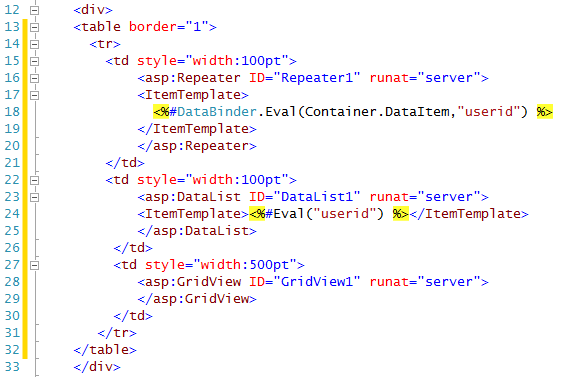 12 <div>
13 <table border="1">
14 <tr>
15 <td style="width:100pt">
16 <asp:Repeater ID="Repeater1" runat="server">
17 <ItemTemplate>
18 <%#DataBinder.Eval(Container.DataItem,"userid") %>
19 </ItemTemplate>
20 </asp:Repeater>
21 </td>
22 <td style="width:100pt">
23 <asp:DataList ID="DataList1" runat="server">
24 <ItemTemplate><%#Eval("userid") %></ItemTemplate>
25 </asp:DataList>
26 </td>
27 <td style="width:500pt">
28 <asp:GridView ID="GridView1" runat="server">
29 </asp:GridView>
30 </td>
31 </tr>
32 </table>
33 </div>